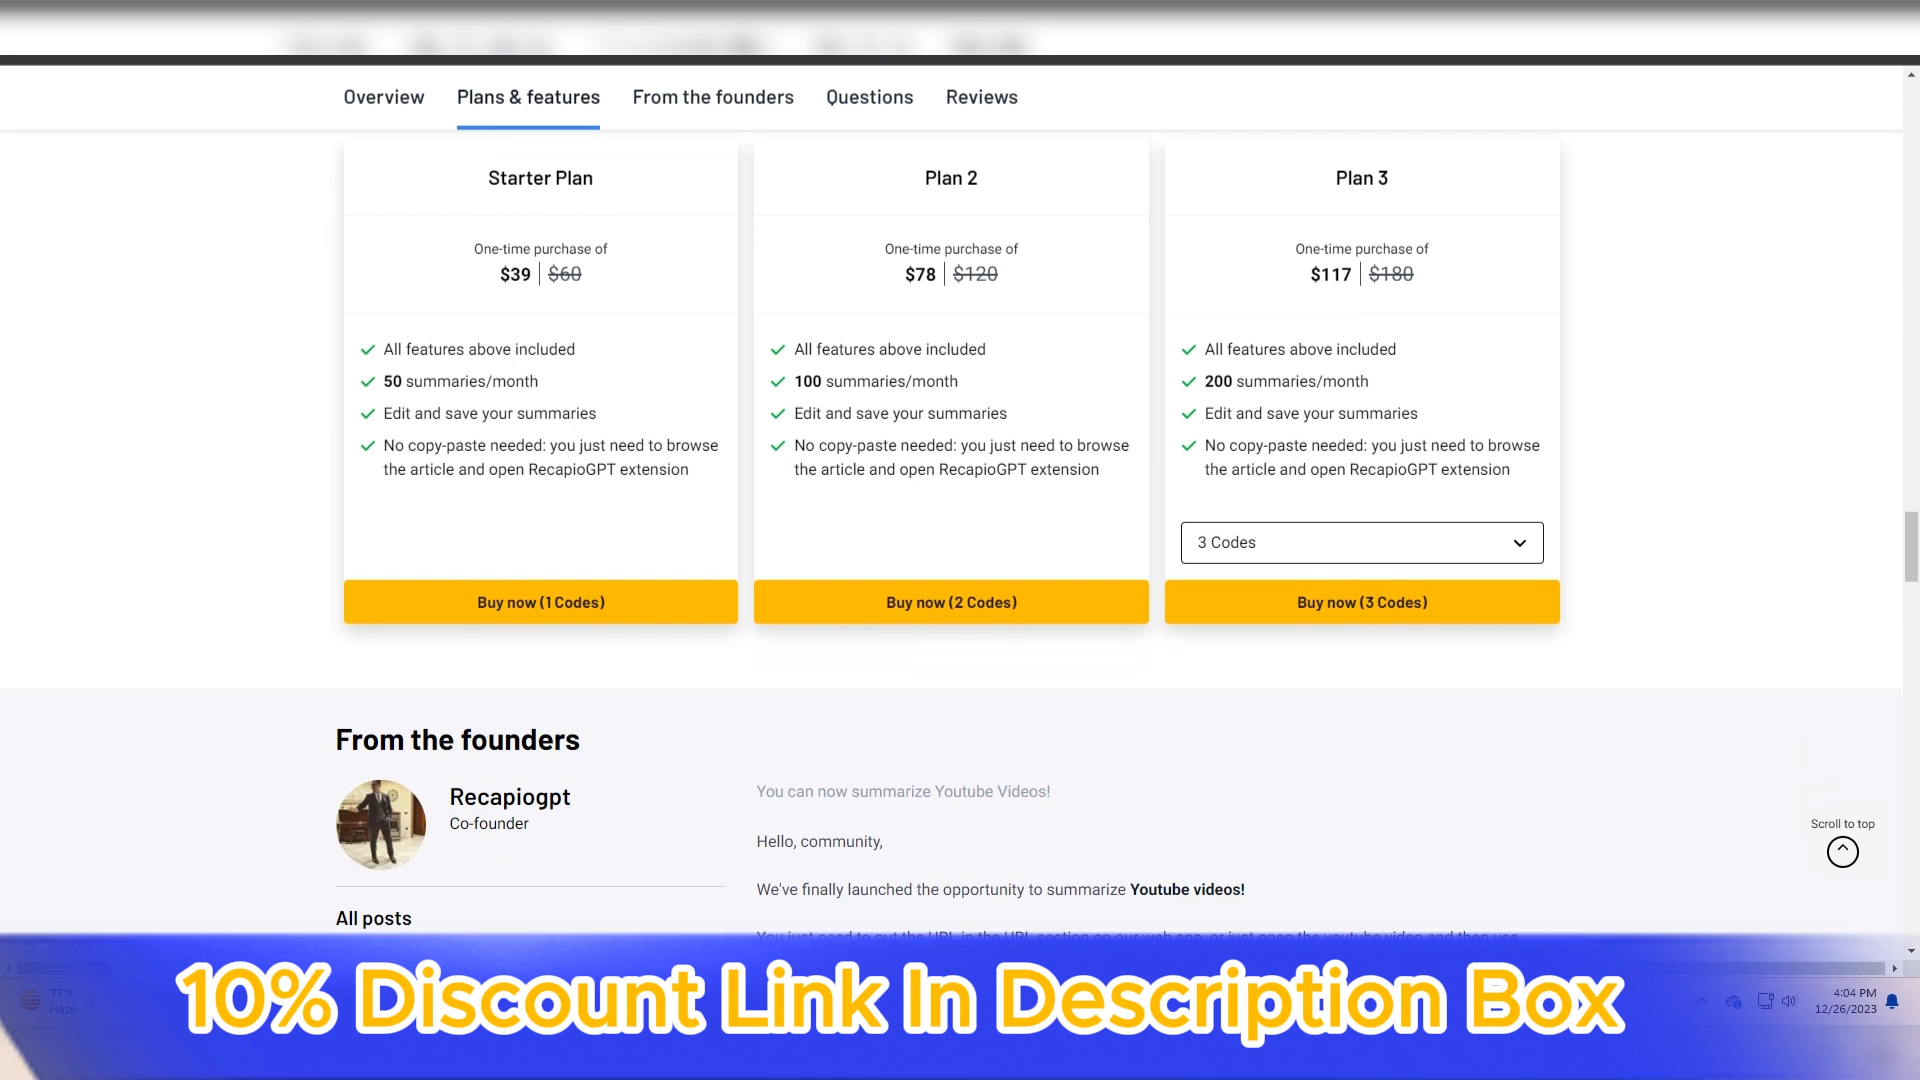 Overview Plans & features From the founders Questions Reviews
Starter Plan
One-time purchase of
$39 $60
All features above included
50 summaries/month
Edit and save your summaries
No copy-paste needed: you just need to browse
the article and open RecapioGPT extension
Buy now (1 Codes)
Plan 2
One-time purchase of
$78 $120
All features above included
100 summaries/month
Edit and save your summaries
No copy-paste needed: you just need to browse
the article and open RecapioGPT extension
Buy now (2 Codes)
Plan 3
One-time purchase of
$117 $180
All features above included
200 summaries/month
Edit and save your summaries
No copy-paste needed: you just need to browse
the article and open RecapioGPT extension
3 Codes
Buy now (3 Codes)
From the founders
Recapiogpt
Co-founder
All posts
You can now summarize Youtube Videos!
Hello, community,
We've finally launched the opportunity to summarize Youtube videos!
Scroll to top
10% Discount Link In Description Box
77°F
Haze
4:04 PM
12/26/2023